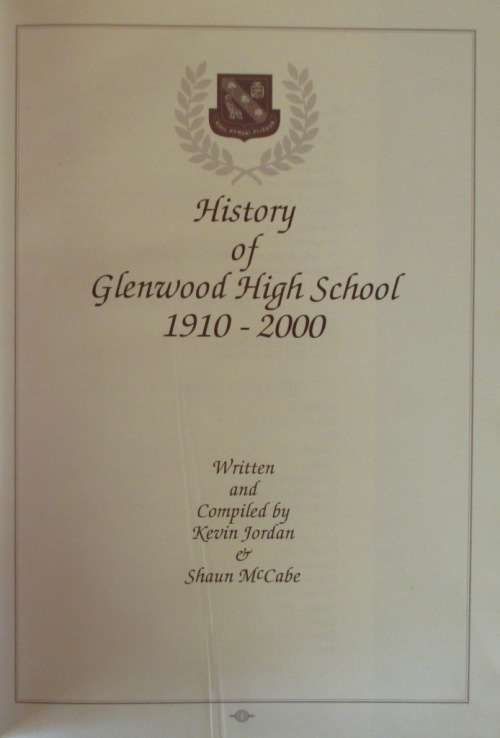 History
of
Glenwood High School
1910 - 2000
Written
and
Compiled by
Kevin Jordan
&
Shaun McCabe